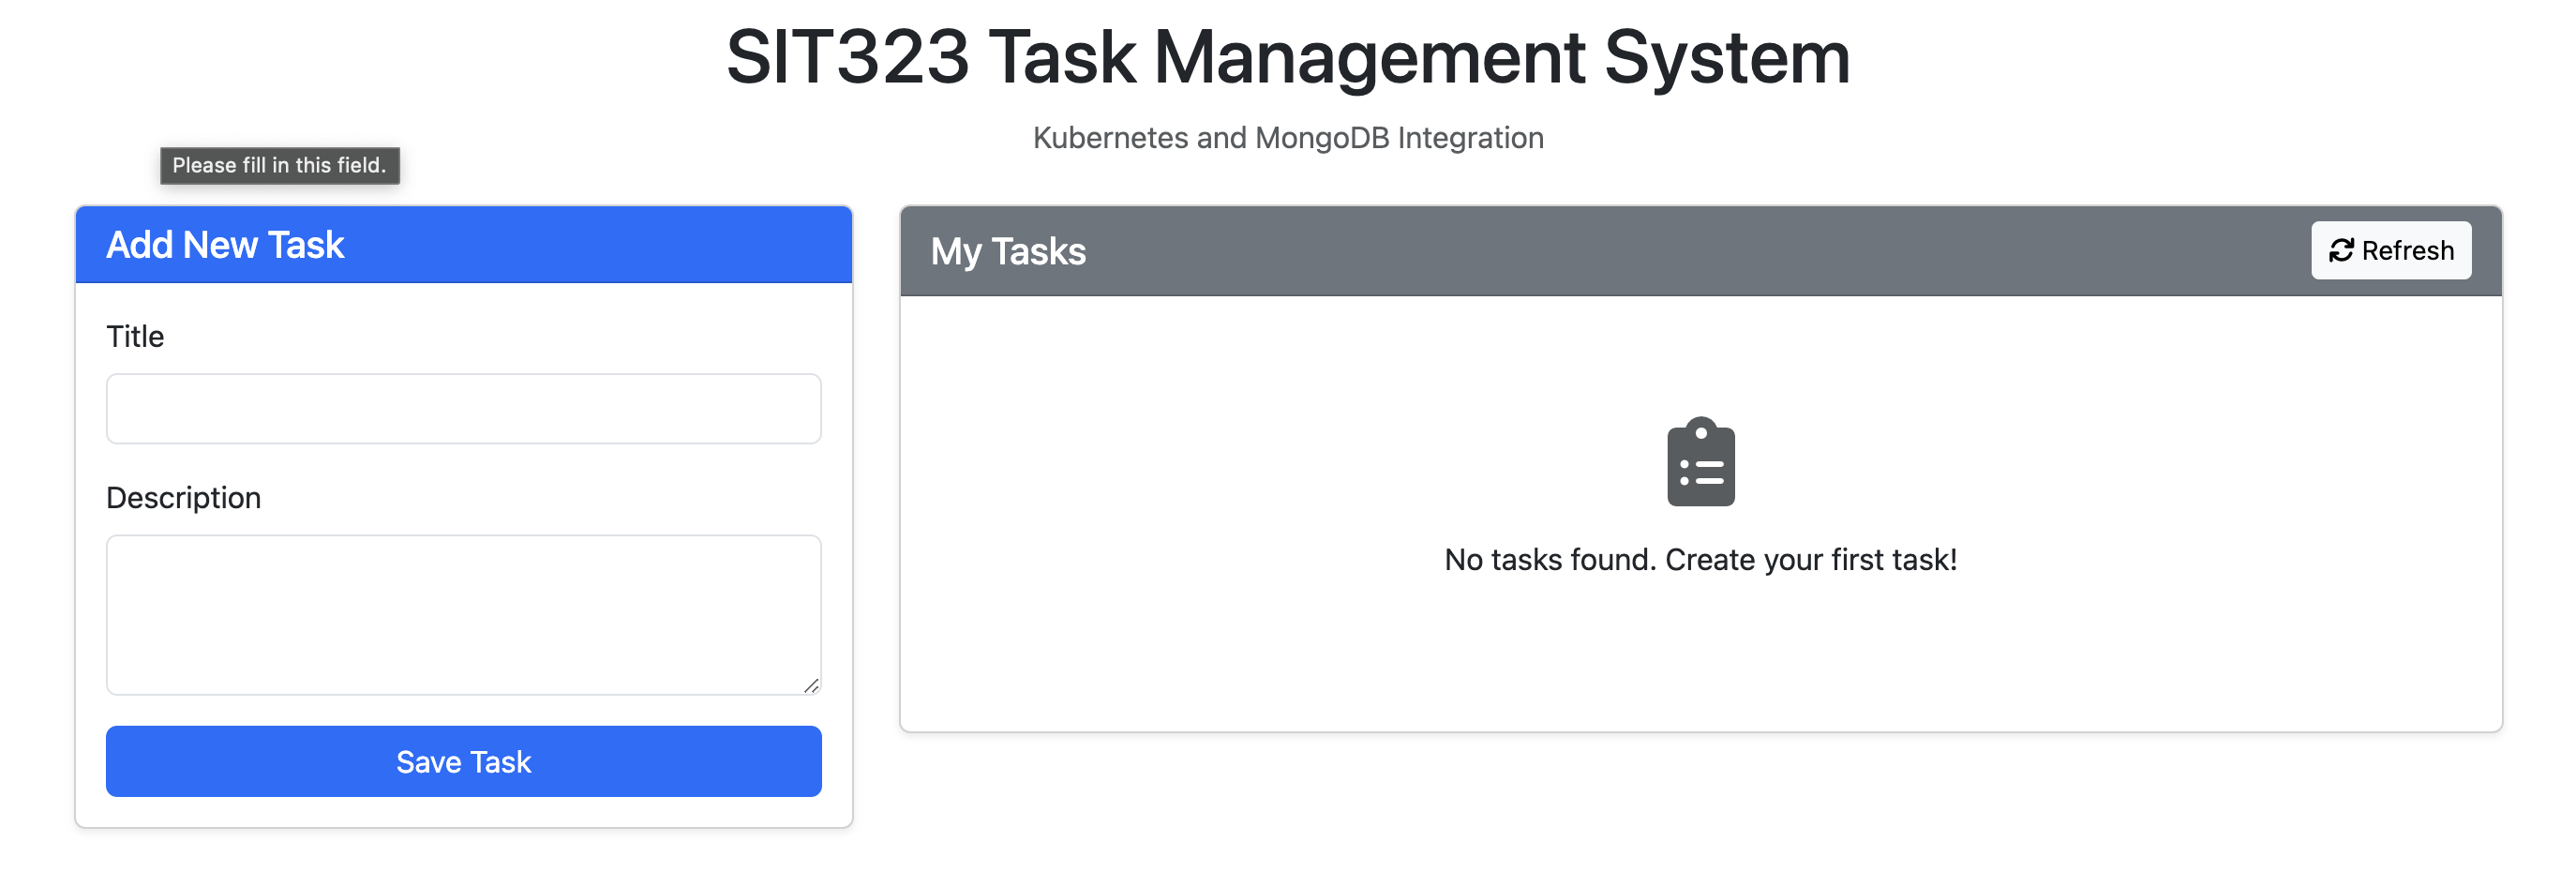 SIT323 Task Management System
Kubernetes and MongoDB Integration
Please fill in this field.
Add New Task
Title
Description
Save Task
My Tasks
Refresh
No tasks found. Create your first task!